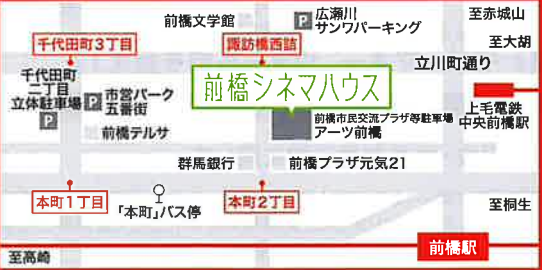 前橋文学館
P
広瀬川
サンワパーキング
至赤城山
千代田町3丁目
諏訪橋西詰
至大胡
立川町通り
千代田町
二丁目
立体駐車場
P
P
市営パーク
五番街
前橋シネマハウス
前橋市民交流プラザ等駐車場
アーツ前橋
上毛電鉄
中央前橋駅
前橋テルサ
群馬銀行
前橋プラザ元気21
本町1丁目
「本町」バス停
本町2丁目
至桐生
至高崎
前橋駅